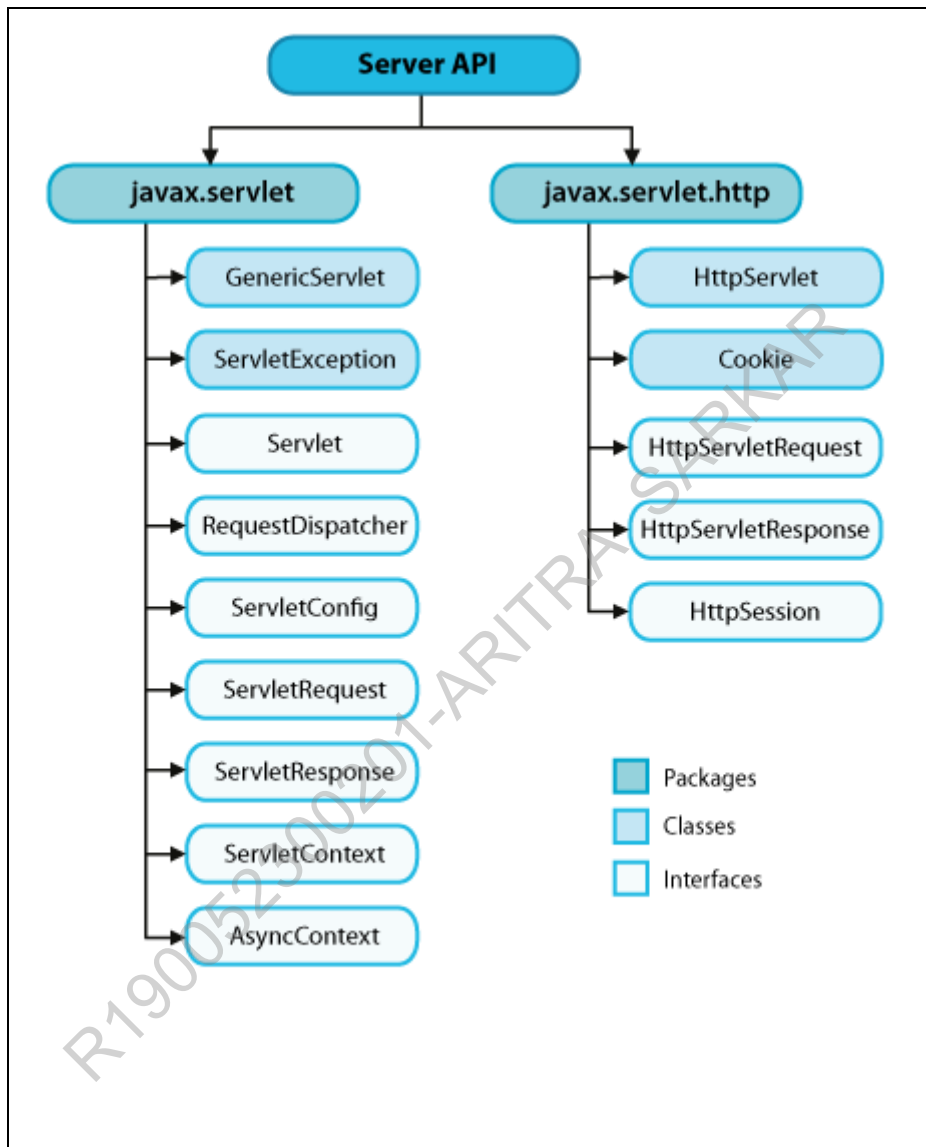 Server API
javax.servlet
javax.servlet.http
GenericServlet
ServletException
Servlet
RequestDispatcher
ServletConfig
ServletRequest
ServletResponse
ServletContext
AsyncContext
HttpServlet
Cookie
HttpServletRequest
HttpServletResponse
HttpSession
Packages
Classes
Interfaces
R190052300201-ARITRA SARKAR